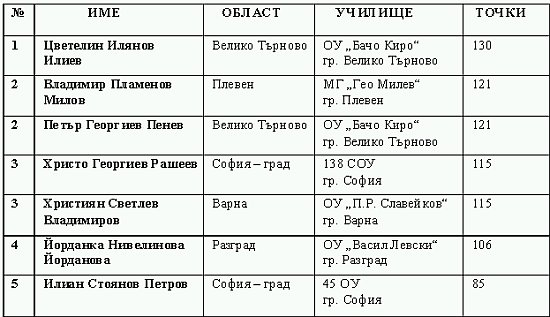 № ИМЕ ОБЛАСТ УЧИЛИЩЕ ТОЧКИ
1 Цветелин Илянов Велико Търново ОУ „Бачо Киро“ 130
Илиев гр. Велико Търново
2 Владимир Пламенов Плевен МГ „Гео Милев“ 121
Милов гр. Плевен
2 Петър Георгиев Пенев Велико Търново ОУ „Бачо Киро“ 121
гр. Велико Търново
3 Христо Георгиев Рашеев София – град 138 СОУ 115
гр. София
3 Християн Светлев Варна ОУ „П.Р. Славейков“ 115
Владимиров гр. Варна
4 Йорданка Нивелинова Разград ОУ „Васил Левски“ 106
Йорданова гр. Разград
5 Илиан Стоянов Петров София – град 45 ОУ 85
гр. София